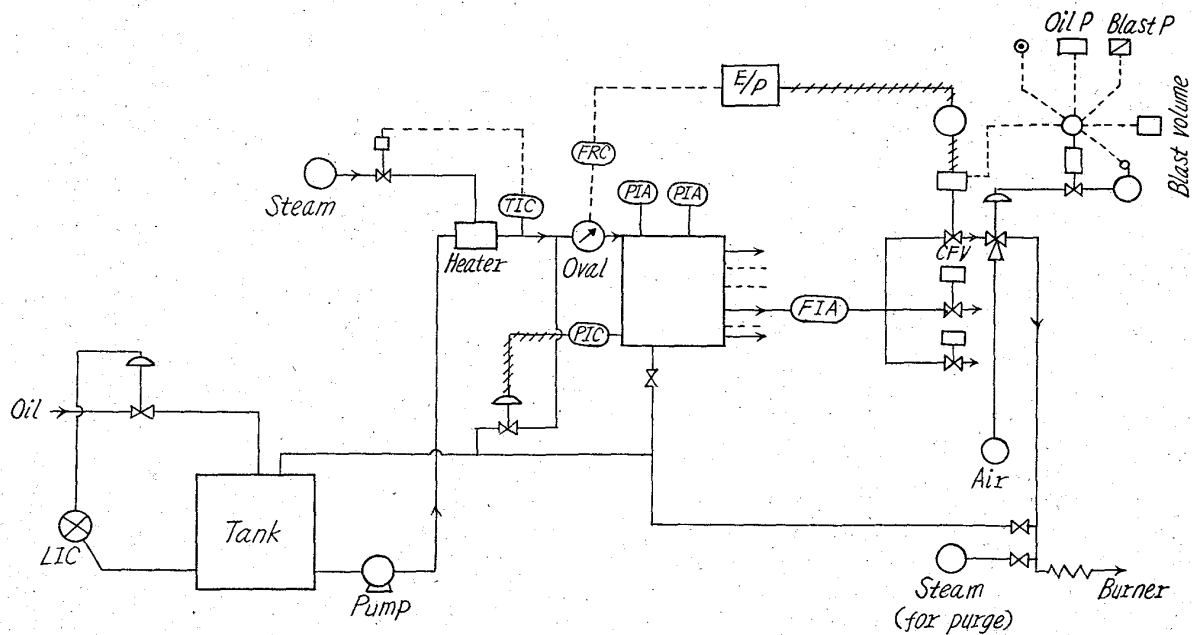 Oil P
Blast P
Blast volume
E/P
FRC
Steam
TIC
PIA
PIA
Heater
Oval
CFV
PIC
FIA
Oil
LIC
Tank
Pump
Air
Steam
(for purge)
Burner